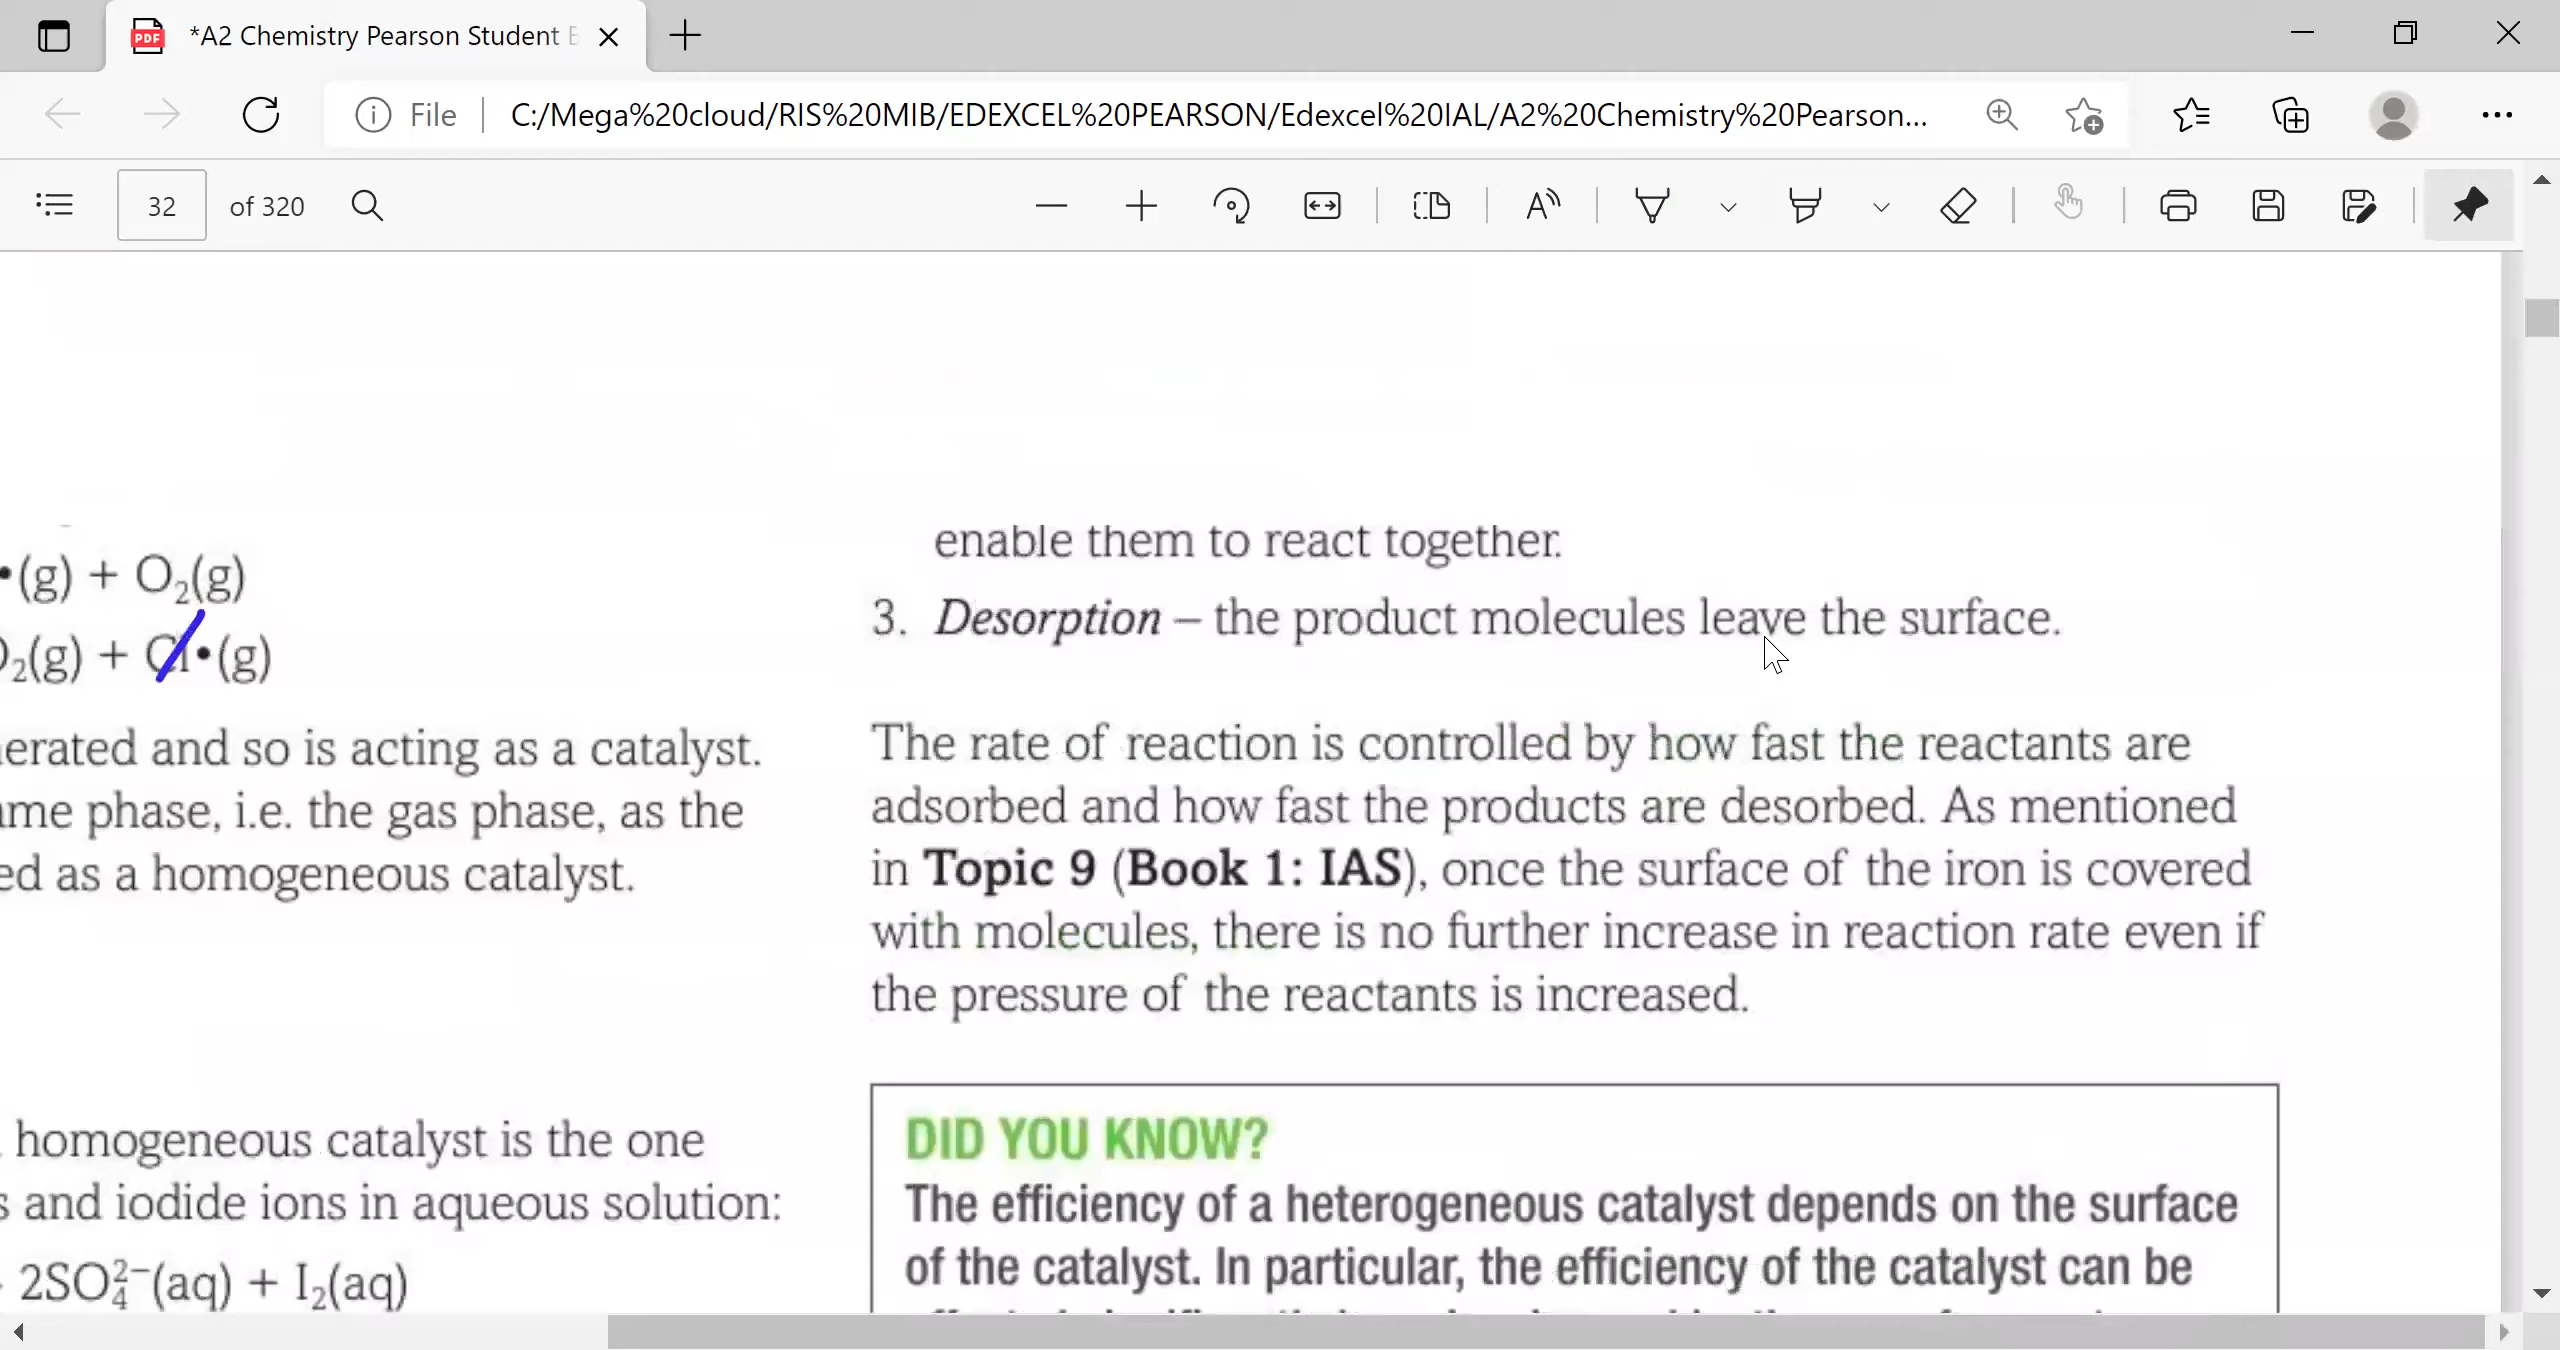 *A2 Chemistry Pearson Student
File
C:/Mega%20cloud/RIS%20MIB/EDEXCEL%20PEARSON/Edexcel%20IAL/A2%20Chemistry%20Pearson...
32 of 320
•(g) + O₂(g)
₂(g) + Cl•(g)
erated and so is acting as a catalyst.
me phase, i.e. the gas phase, as the
ed as a homogeneous catalyst.
homogeneous catalyst is the one
s and iodide ions in aqueous solution:
2SO₄²⁻(aq) + I₂(aq)
enable them to react together.
3. Desorption – the product molecules leave the surface.
The rate of reaction is controlled by how fast the reactants are
adsorbed and how fast the products are desorbed. As mentioned
in Topic 9 (Book 1: IAS), once the surface of the iron is covered
with molecules, there is no further increase in reaction rate even if
the pressure of the reactants is increased.
DID YOU KNOW?
The efficiency of a heterogeneous catalyst depends on the surface
of the catalyst. In particular, the efficiency of the catalyst can be